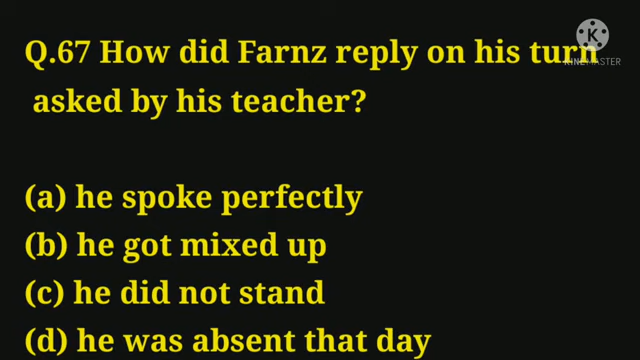 Q.67 How did Farnz reply on his turn
asked by his teacher?
(a) he spoke perfectly
(b) he got mixed up
(c) he did not stand
(d) he was absent that day
K
KINEMASTER